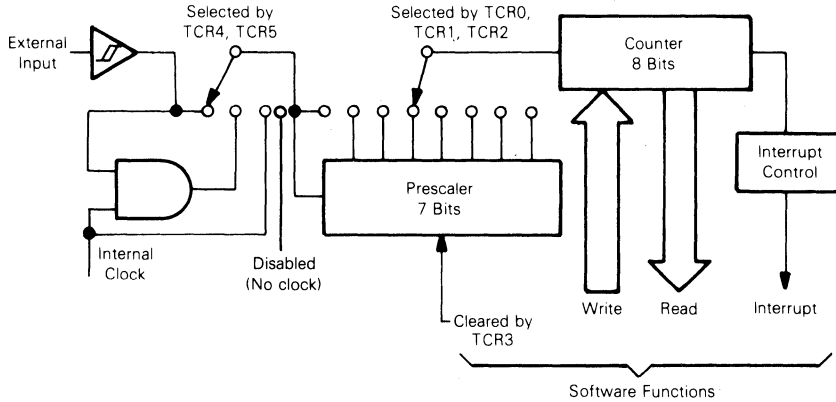 Selected by
TCR4, TCR5
Selected by TCR0,
TCR1, TCR2
External
Input
Counter
8 Bits
Interrupt
Control
Prescaler
7 Bits
Internal
Clock
Disabled
(No clock)
Write
Read
Interrupt
Cleared by
TCR3
Software Functions